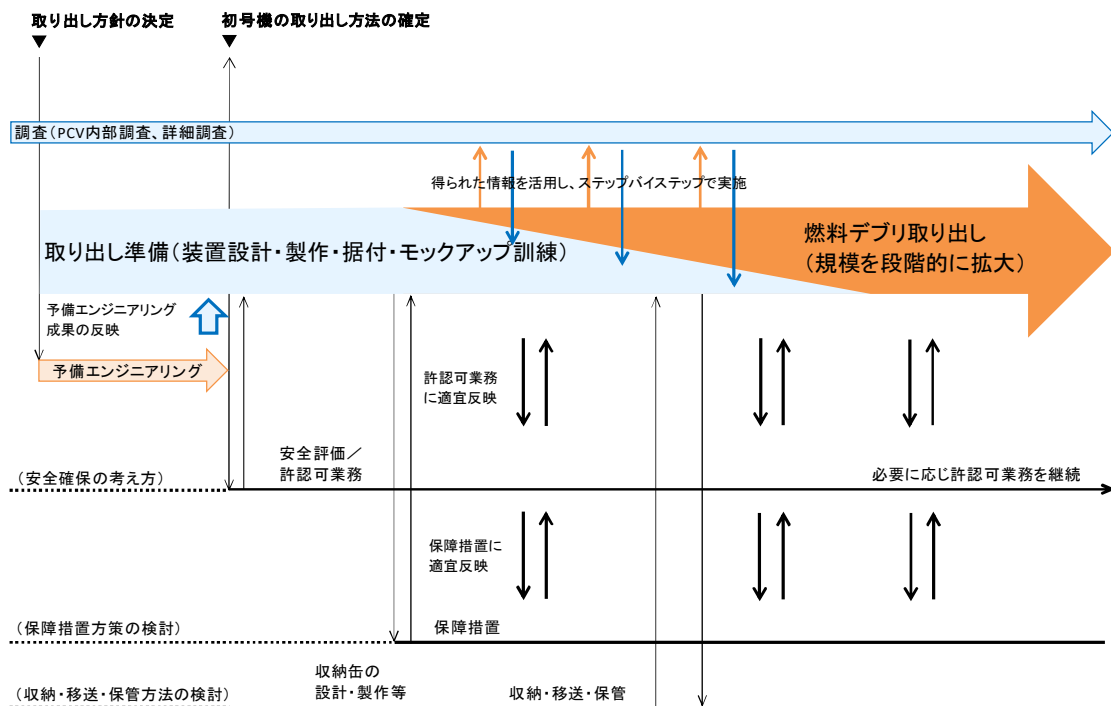 取り出し方針の決定
初号機の取り出し方法の確定
調査(PCV内部調査、詳細調査)
得られた情報を活用し、ステップバイステップで実施
取り出し準備(装置設計・製作・据付・モックアップ訓練)
燃料デブリ取り出し
(規模を段階的に拡大)
予備エンジニアリング
成果の反映
予備エンジニアリング
許認可業務
に適宜反映
(安全確保の考え方)
安全評価/
許認可業務
必要に応じ許認可業務を継続
保障措置に
適宜反映
(保障措置方策の検討)
保障措置
(収納・移送・保管方法の検討)
収納缶の
設計・製作等
収納・移送・保管